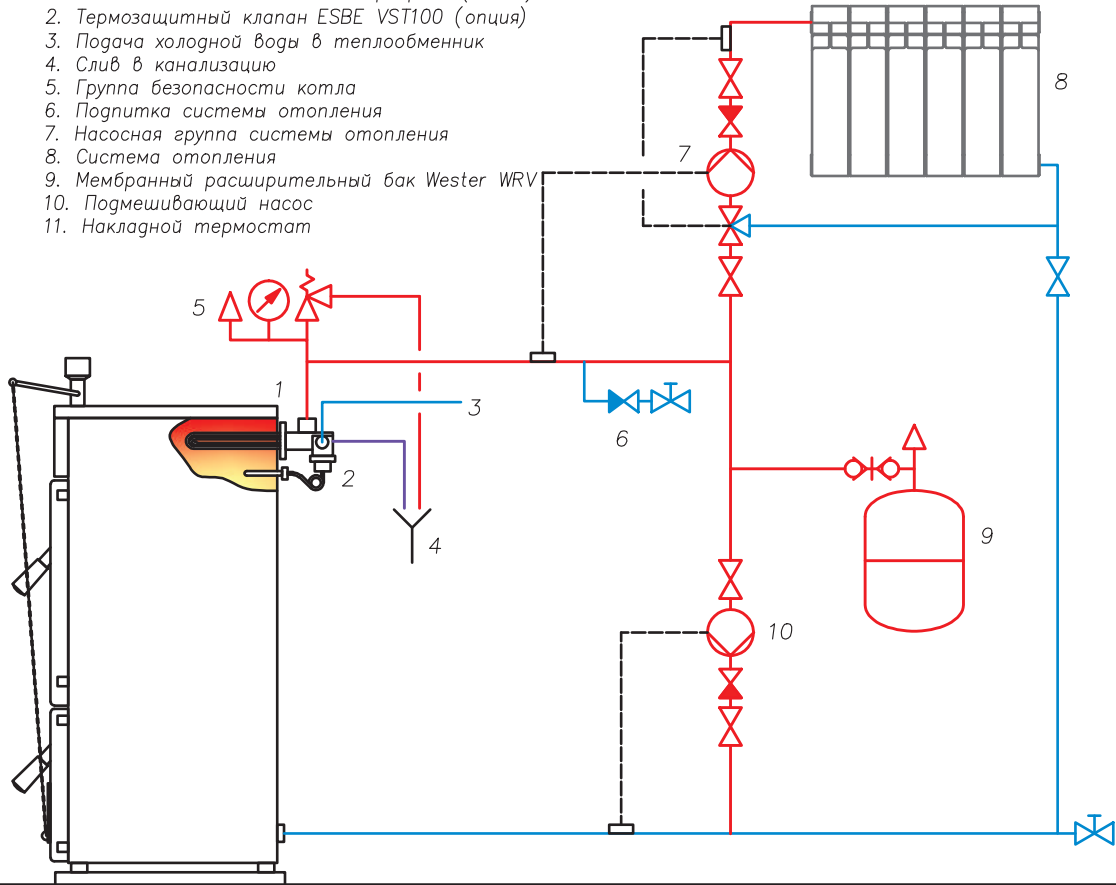 2. Термозащитный клапан ESBE VST100 (опция)
3. Подача холодной воды в теплообменник
4. Слив в канализацию
5. Группа безопасности котла
6. Подпитка системы отопления
7. Насосная группа системы отопления
8. Система отопления
9. Мембранный расширительный бак Wester WRV
10. Подмешивающий насос
11. Накладной термостат
8
7
5
1
3
6
2
4
9
10